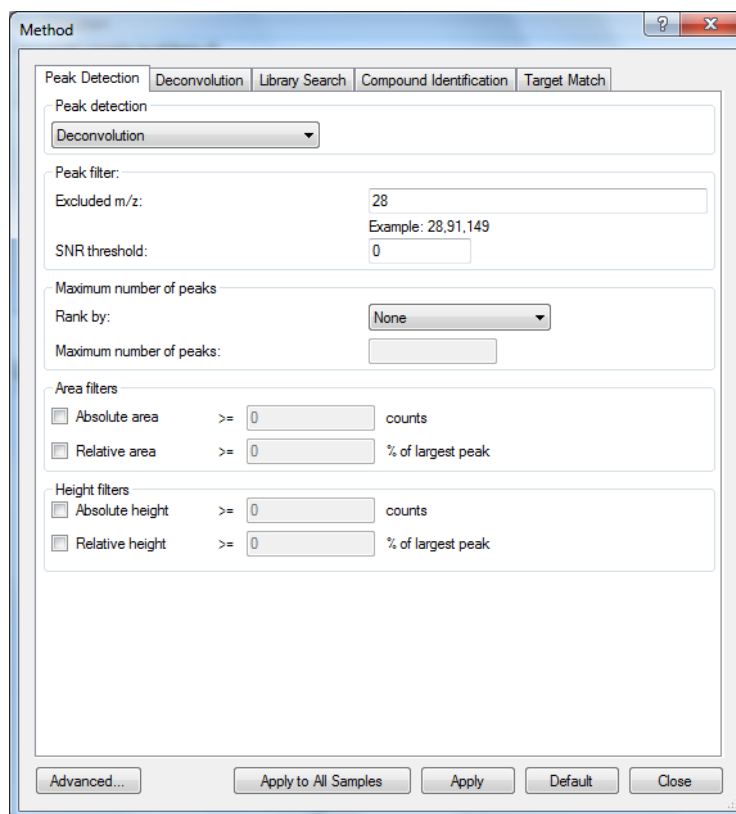 Method
Peak Detection Deconvolution Library Search Compound Identification Target Match
Peak detection
Deconvolution
Peak filter:
Excluded m/z: 28
Example: 28,91,149
SNR threshold: 0
Maximum number of peaks
Rank by: None
Maximum number of peaks:
Area filters
Absolute area >= 0 counts
Relative area >= 0 % of largest peak
Height filters
Absolute height >= 0 counts
Relative height >= 0 % of largest peak
Advanced... Apply to All Samples Apply Default Close